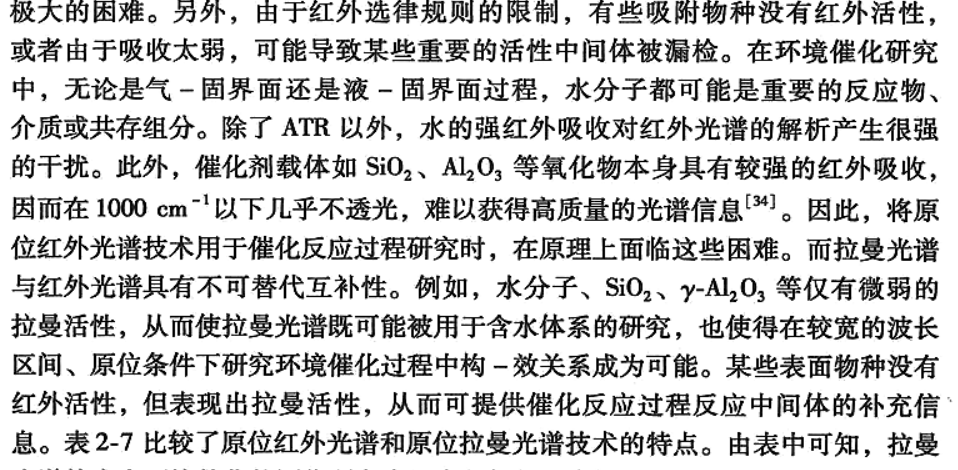 极大的困难。另外，由于红外选律规则的限制，有些吸附物种没有红外活性，
或者由于吸收太弱，可能导致某些重要的活性中间体被漏检。在环境催化研究
中，无论是气－固界面还是液－固界面过程，水分子都可能是重要的反应物、
介质或共存组分。除了 ATR 以外，水的强红外吸收对红外光谱的解析产生很强
的干扰。此外，催化剂载体如 SiO₂、Al₂O₃ 等氧化物本身具有较强的红外吸收，
因而在 1000 cm⁻¹以下几乎不透光，难以获得高质量的光谱信息[34]。因此，将原
位红外光谱技术用于催化反应过程研究时，在原理上面临这些困难。而拉曼光谱
与红外光谱具有不可替代互补性。例如，水分子、SiO₂、γ-Al₂O₃ 等仅有微弱的
拉曼活性，从而使拉曼光谱既可能被用于含水体系的研究，也使得在较宽的波长
区间、原位条件下研究环境催化过程中构－效关系成为可能。某些表面物种没有
红外活性，但表现出拉曼活性，从而可提供催化反应过程反应中间体的补充信
息。表 2-7 比较了原位红外光谱和原位拉曼光谱技术的特点。由表中可知，拉曼